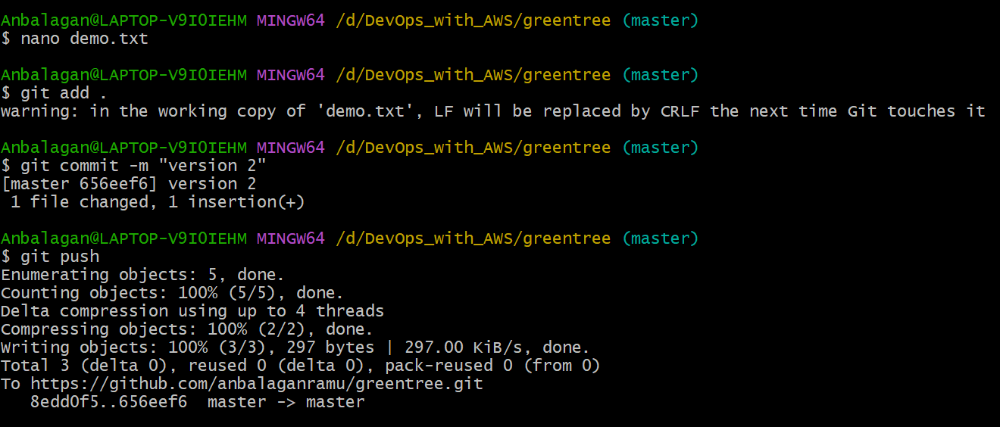 Anbalagan@LAPTOP-V9I0IEHM MINGW64 /d/DevOps_with_AWS/greentree (master)
$ nano demo.txt
Anbalagan@LAPTOP-V9I0IEHM MINGW64 /d/DevOps_with_AWS/greentree (master)
$ git add .
warning: in the working copy of 'demo.txt', LF will be replaced by CRLF the next time Git touches it
Anbalagan@LAPTOP-V9I0IEHM MINGW64 /d/DevOps_with_AWS/greentree (master)
$ git commit -m "version 2"
[master 656eef6] version 2
 1 file changed, 1 insertion(+)
Anbalagan@LAPTOP-V9I0IEHM MINGW64 /d/DevOps_with_AWS/greentree (master)
$ git push
Enumerating objects: 5, done.
Counting objects: 100% (5/5), done.
Delta compression using up to 4 threads
Compressing objects: 100% (2/2), done.
Writing objects: 100% (3/3), 297 bytes | 297.00 KiB/s, done.
Total 3 (delta 0), reused 0 (delta 0), pack-reused 0 (from 0)
To https://github.com/anbalaganramu/greentree.git
   8edd0f5..656eef6  master -> master